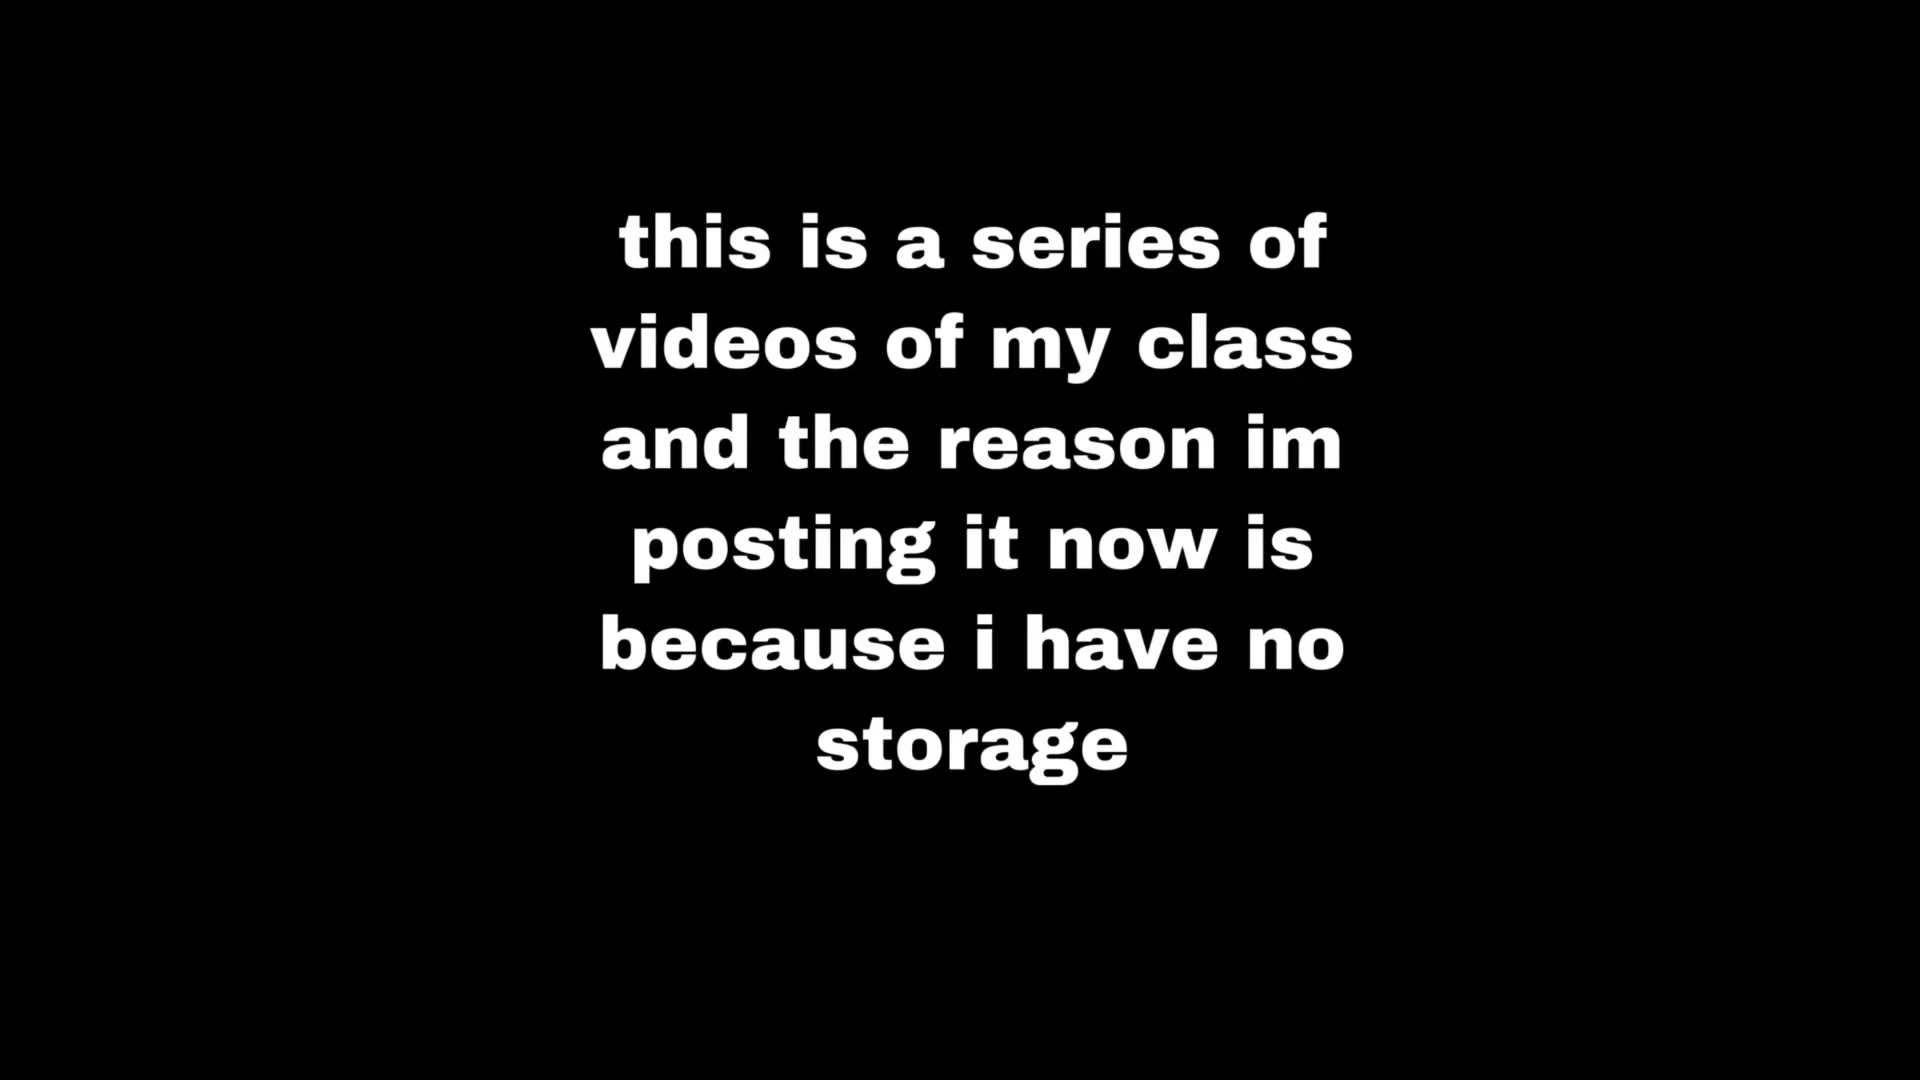 this is a series of
videos of my class
and the reason im
posting it now is
because i have no
storage